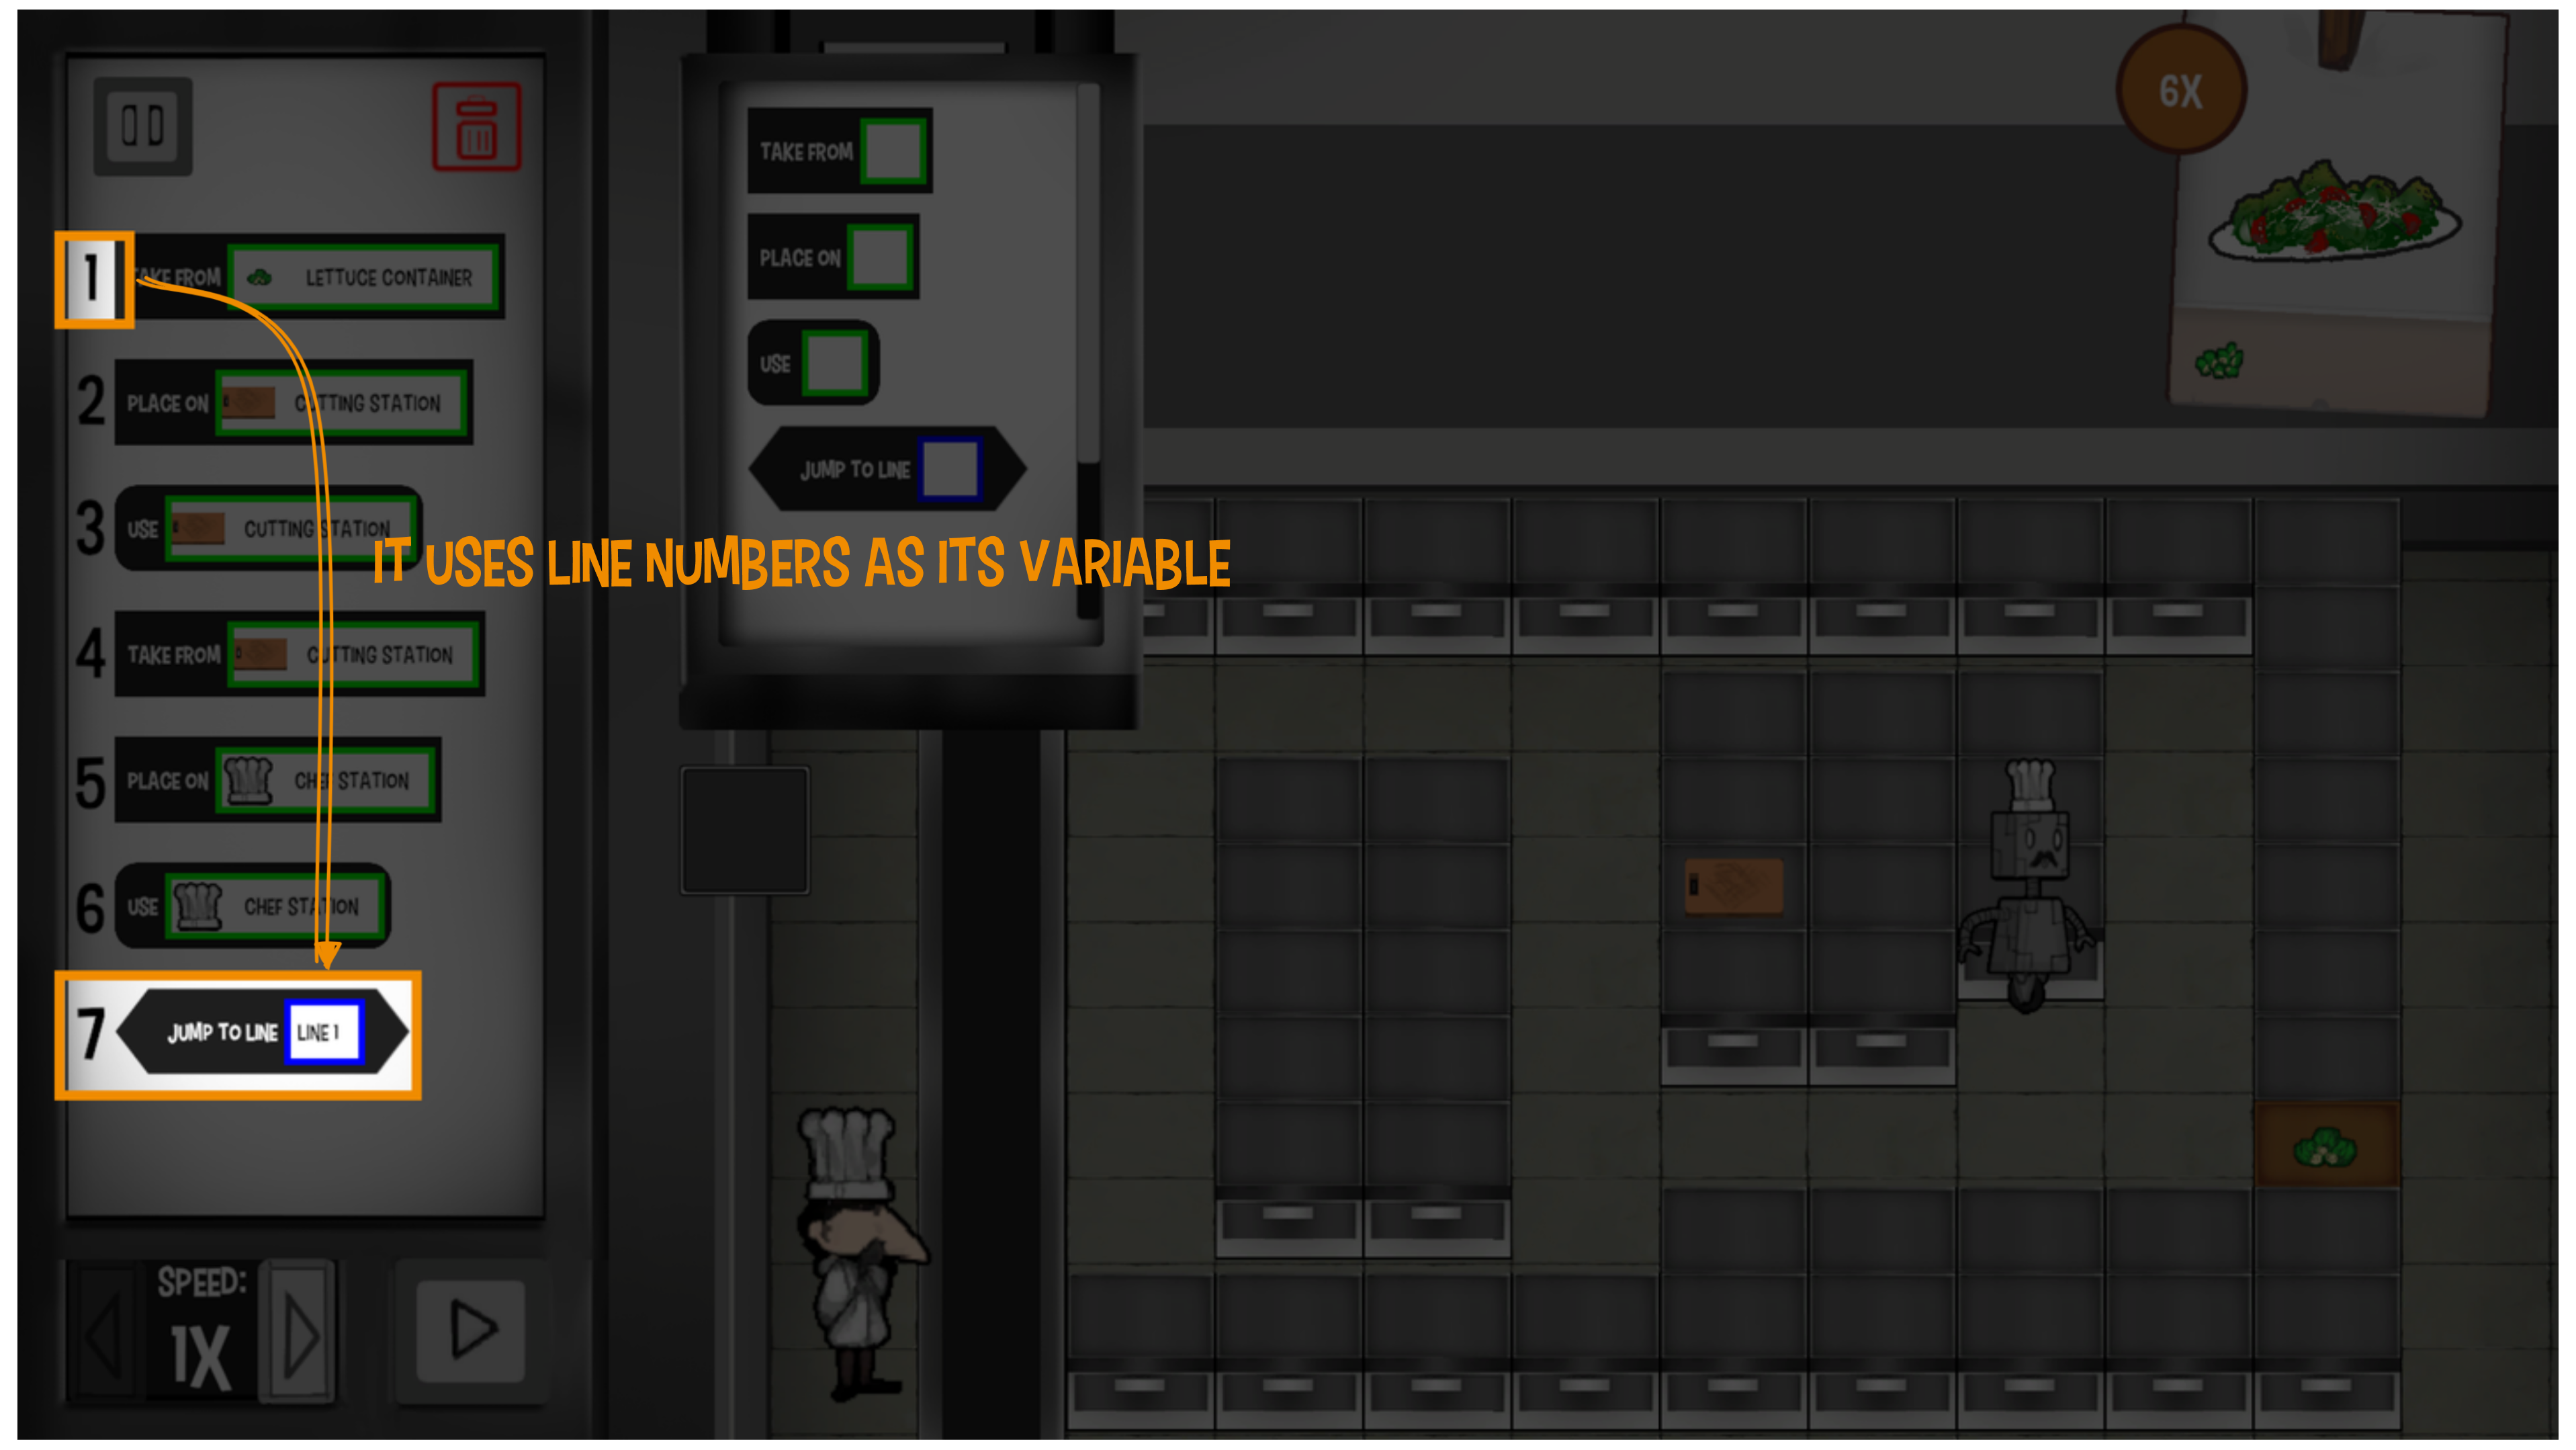 1 TAKE FROM LETTUCE CONTAINER
2 PLACE ON CUTTING STATION
3 USE CUTTING STATION
4 TAKE FROM CUTTING STATION
5 PLACE ON CHEF STATION
6 USE CHEF STATION
7 JUMP TO LINE LINE 1
SPEED:
1X
TAKE FROM
PLACE ON
USE
JUMP TO LINE
IT USES LINE NUMBERS AS ITS VARIABLE
6X